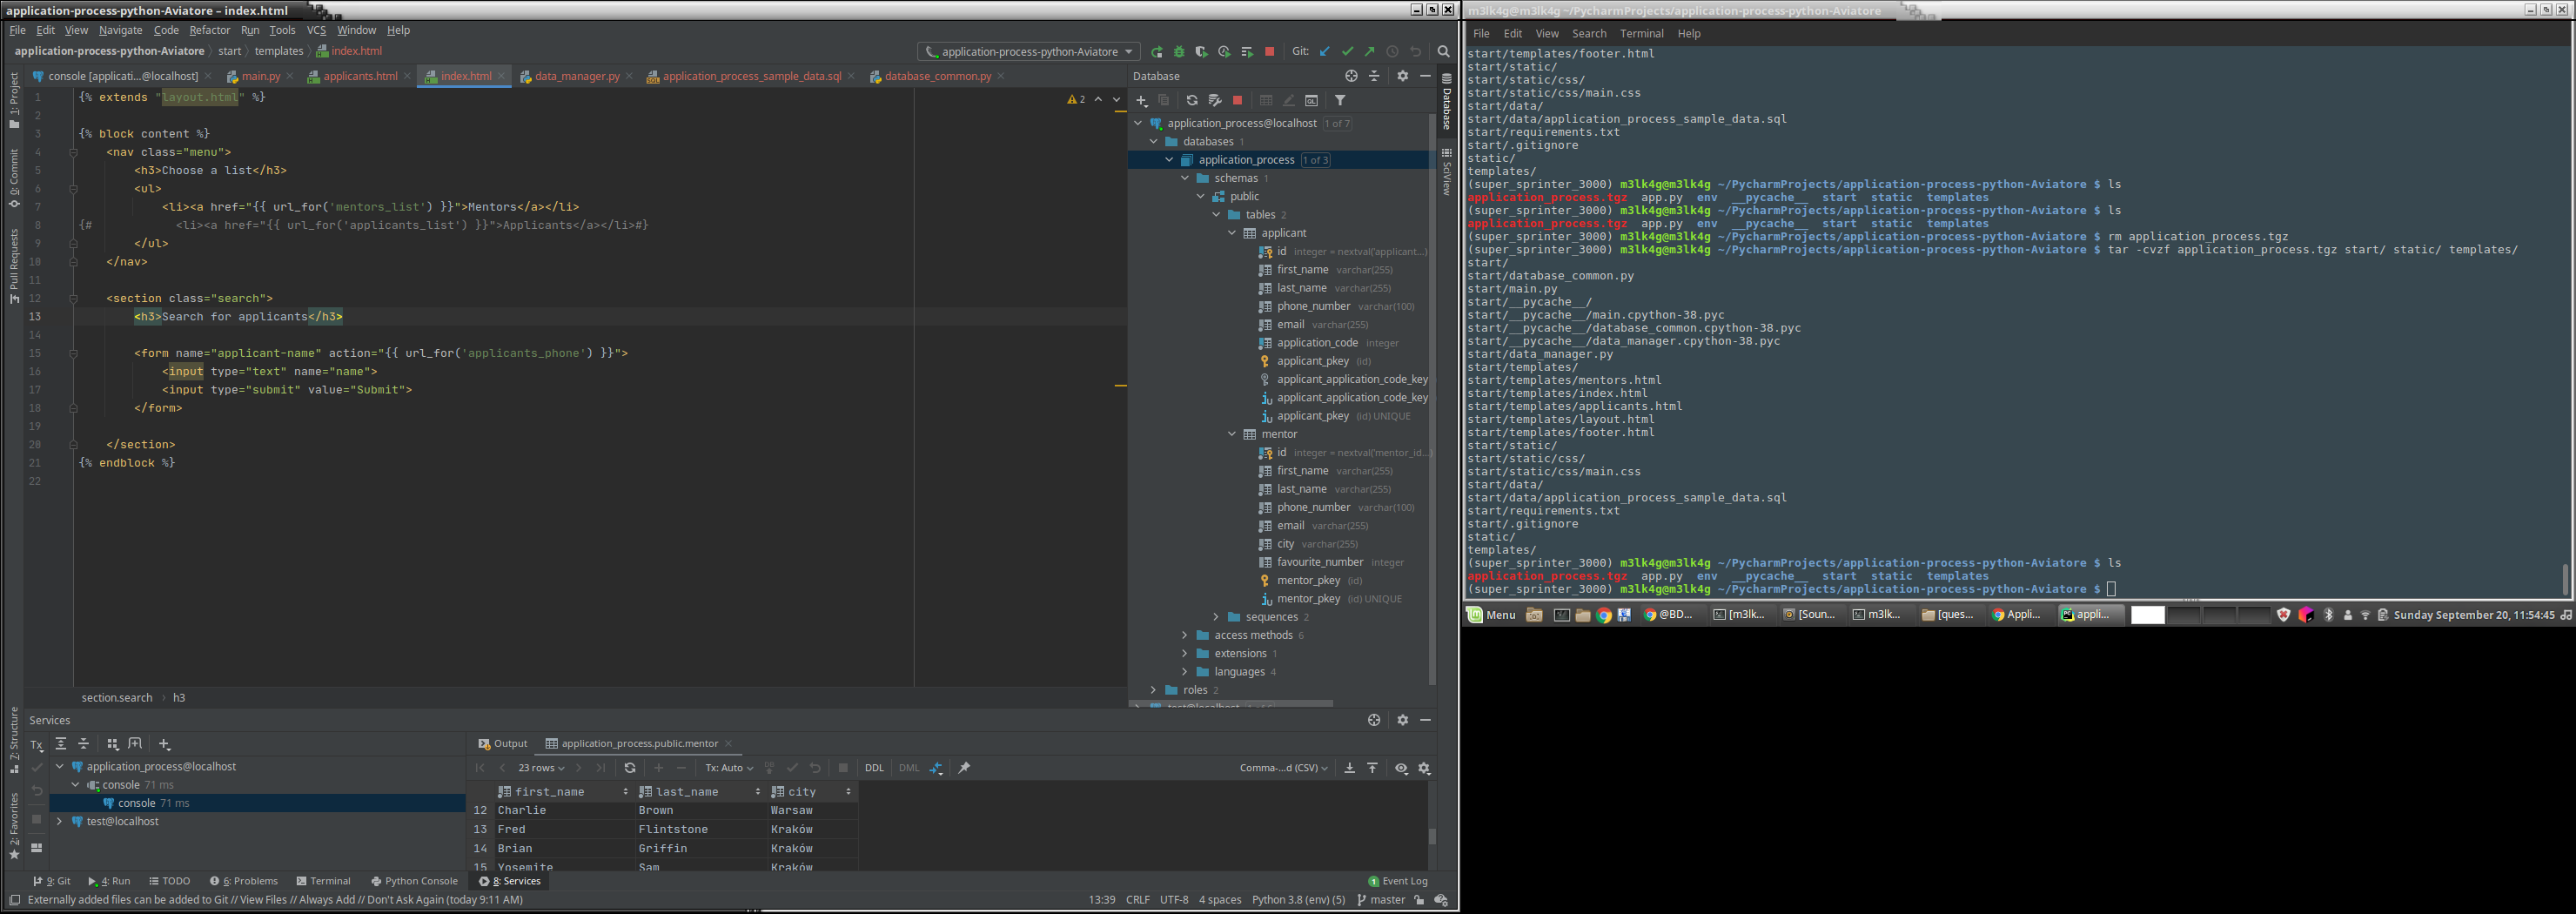 application-process-python-Aviatore – index.html
File Edit View Navigate Code Refactor Run Tools VCS Window Help
application-process-python-Aviatore start templates index.html
application-process-python-Aviatore Git:
console [applicati...@localhost] main.py applicants.html index.html data_manager.py application_process_sample_data.sql database_common.py
1 {% extends "layout.html" %}
2
3 {% block content %}
4 <nav class="menu">
5 <h3>Choose a list</h3>
6 <ul>
7 <li><a href="{{ url_for('mentors_list') }}">Mentors</a></li>
8 {# <li><a href="{{ url_for('applicants_list') }}">Applicants</a></li>#}
9 </ul>
10 </nav>
11
12 <section class="search">
13 <h3>Search for applicants</h3>
14
15 <form name="applicant-name" action="{{ url_for('applicants_phone') }}">
16 <input type="text" name="name">
17 <input type="submit" value="Submit">
18 </form>
19
20 </section>
21 {% endblock %}
22
2
section.search h3
1: Project
0: Commit
Pull Requests
7: Structure
2: Favorites
Database
application_process@localhost 1 of 7
databases 1
application_process 1 of 3
schemas 1
public
tables 2
applicant
id integer = nextval('applicant...)
first_name varchar(255)
last_name varchar(255)
phone_number varchar(100)
email varchar(255)
application_code integer
applicant_pkey (id)
applicant_application_code_key
applicant_application_code_key
applicant_pkey (id) UNIQUE
mentor
id integer = nextval('mentor_id...)
first_name varchar(255)
last_name varchar(255)
phone_number varchar(100)
email varchar(255)
city varchar(255)
favourite_number integer
mentor_pkey (id)
mentor_pkey (id) UNIQUE
sequences 2
access methods 6
extensions 1
languages 4
roles 2
Database
SciView
Services
Tx
application_process@localhost
console 71 ms
console 71 ms
test@localhost
Output application_process.public.mentor
23 rows Tx: Auto DDL DML Comma-...d (CSV)
first_name last_name city
12 Charlie Brown Warsaw
13 Fred Flintstone Kraków
14 Brian Griffin Kraków
15 Yosemite Sam Kraków
9: Git 4: Run TODO 6: Problems Terminal Python Console 8: Services 1 Event Log
Externally added files can be added to Git // View Files // Always Add // Don't Ask Again (today 9:11 AM) 13:39 CRLF UTF-8 4 spaces Python 3.8 (env) (5) master
m3lk4g@m3lk4g ~/PycharmProjects/application-process-python-Aviatore
File Edit View Search Terminal Help
start/templates/footer.html
start/static/
start/static/css/
start/static/css/main.css
start/data/
start/data/application_process_sample_data.sql
start/requirements.txt
start/.gitignore
static/
templates/
(super_sprinter_3000) m3lk4g@m3lk4g ~/PycharmProjects/application-process-python-Aviatore $ ls
application_process.tgz app.py env __pycache__ start static templates
(super_sprinter_3000) m3lk4g@m3lk4g ~/PycharmProjects/application-process-python-Aviatore $ ls
application_process.tgz app.py env __pycache__ start static templates
(super_sprinter_3000) m3lk4g@m3lk4g ~/PycharmProjects/application-process-python-Aviatore $ rm application_process.tgz
(super_sprinter_3000) m3lk4g@m3lk4g ~/PycharmProjects/application-process-python-Aviatore $ tar -cvzf application_process.tgz start/ static/ templates/
start/
start/database_common.py
start/main.py
start/__pycache__/
start/__pycache__/main.cpython-38.pyc
start/__pycache__/database_common.cpython-38.pyc
start/__pycache__/data_manager.cpython-38.pyc
start/data_manager.py
start/templates/
start/templates/mentors.html
start/templates/index.html
start/templates/applicants.html
start/templates/layout.html
start/templates/footer.html
start/static/
start/static/css/
start/static/css/main.css
start/data/
start/data/application_process_sample_data.sql
start/requirements.txt
start/.gitignore
static/
templates/
(super_sprinter_3000) m3lk4g@m3lk4g ~/PycharmProjects/application-process-python-Aviatore $ ls
application_process.tgz app.py env __pycache__ start static templates
(super_sprinter_3000) m3lk4g@m3lk4g ~/PycharmProjects/application-process-python-Aviatore $
Menu @BD... [m3lk... [Soun... m3lk... [ques... Appli... appli... Sunday September 20, 11:54:45